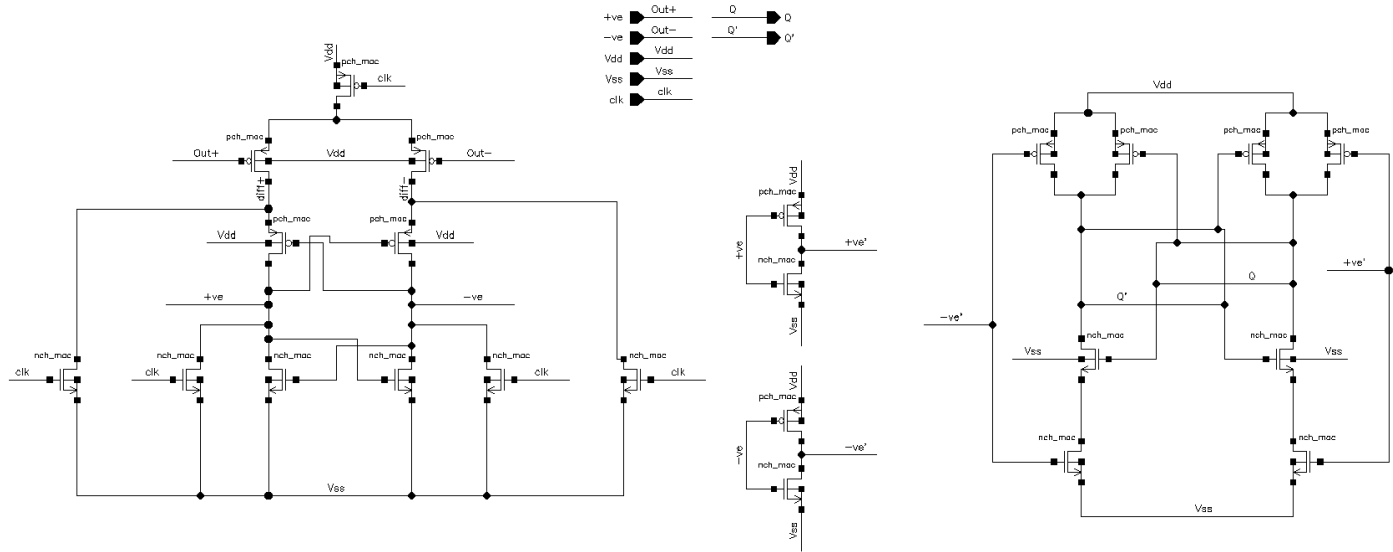 +ve Out+ Q Q
−ve Out− Q' Q'
Vdd Vdd
Vss Vss
clk clk
Vdd
pch_mac
clk
pch_mac
pch_mac
Out+
Vdd
Out−
diff+
diff−
pch_mac
pch_mac
Vdd
Vdd
+ve
−ve
nch_mac
nch_mac
nch_mac
nch_mac
nch_mac
nch_mac
clk
clk
clk
clk
Vss
Vdd
pch_mac
+ve
+ve'
nch_mac
Vss
Vdd
pch_mac
−ve
−ve'
nch_mac
Vss
Vdd
pch_mac
pch_mac
pch_mac
pch_mac
+ve'
Q
Q'
−ve'
nch_mac
nch_mac
Vss
Vss
nch_mac
nch_mac
Vss